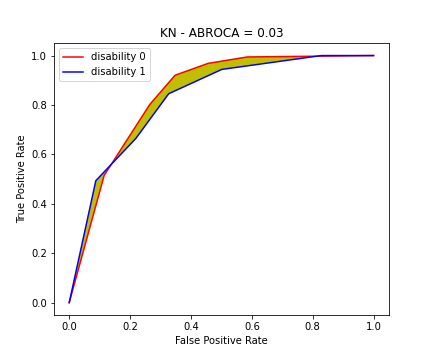 KN - ABROCA = 0.03
disability 0
disability 1
1.0
0.8
0.6
0.4
0.2
0.0
True Positive Rate
0.0 0.2 0.4 0.6 0.8 1.0
False Positive Rate